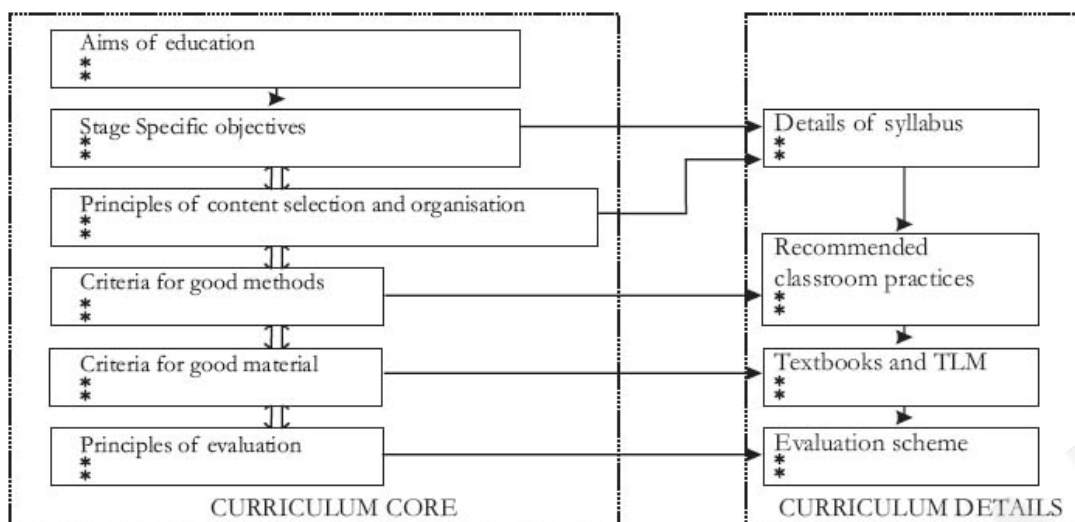 Aims of education
*
*
Stage Specific objectives
*
*
Principles of content selection and organisation
*
*
Criteria for good methods
*
*
Criteria for good material
*
*
Principles of evaluation
*
*
CURRICULUM CORE
Details of syllabus
*
*
Recommended
classroom practices
*
*
Textbooks and TLM
*
*
Evaluation scheme
*
*
CURRICULUM DETAILS